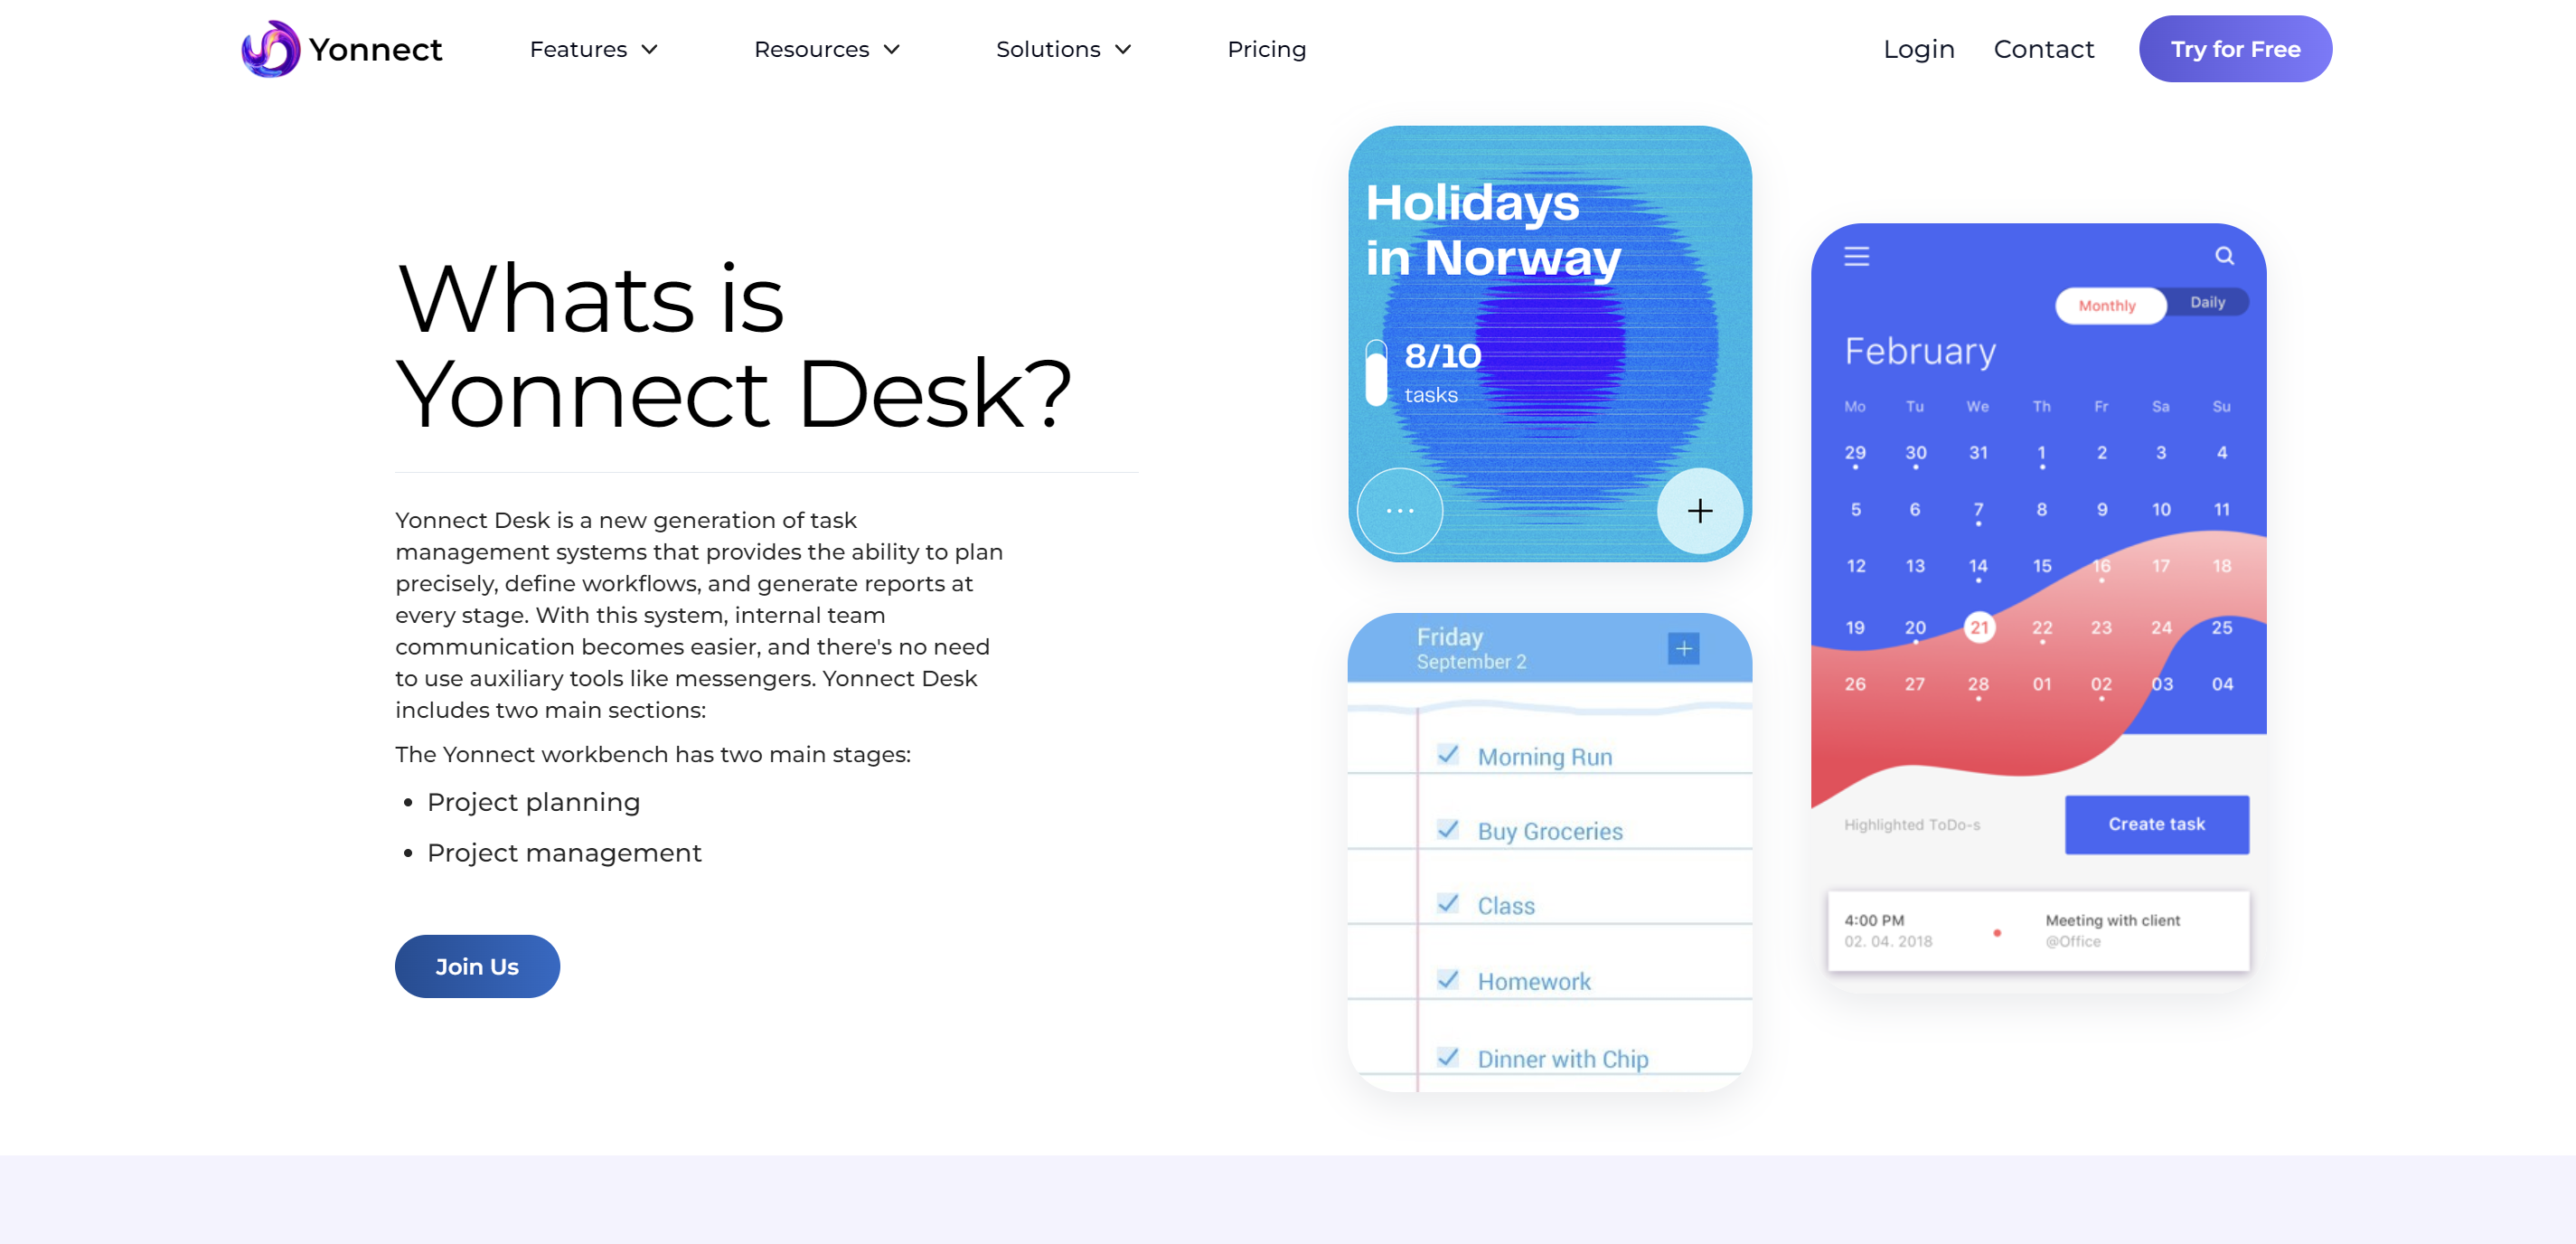 Yonnect
Features
Resources
Solutions
Pricing
Login
Contact
Try for Free
Whats is
Yonnect Desk?
Yonnect Desk is a new generation of task
management systems that provides the ability to plan
precisely, define workflows, and generate reports at
every stage. With this system, internal team
communication becomes easier, and there's no need
to use auxiliary tools like messengers. Yonnect Desk
includes two main sections:
The Yonnect workbench has two main stages:
• Project planning
• Project management
Join Us
Holidays
in Norway
8/10
tasks
...
+
Friday
September 2
+
Morning Run
Buy Groceries
Class
Homework
Dinner with Chip
Monthly
Daily
February
Mo Tu We Th Fr Sa Su
29 30 31 1 2 3 4
5 6 7 8 9 10 11
12 13 14 15 16 17 18
19 20 21 22 23 24 25
26 27 28 01 02 03 04
Highlighted ToDo-s
Create task
4:00 PM
02. 04. 2018
Meeting with client
@Office